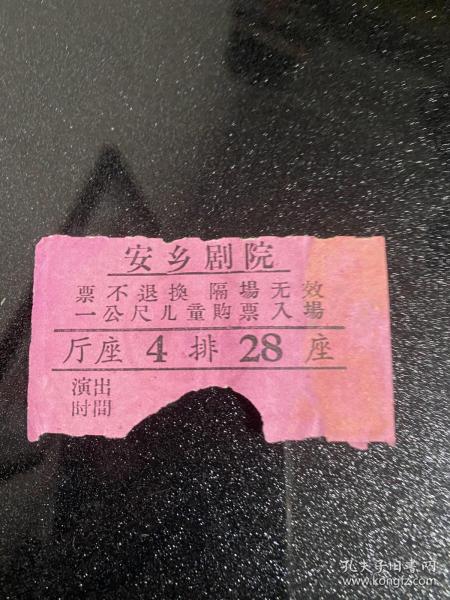 安乡剧院
票不退换 隔場无效
一公尺儿童购票入場
厅座 4 排 28 座
演出
时間
孔夫子旧书网
www.kongfz.com